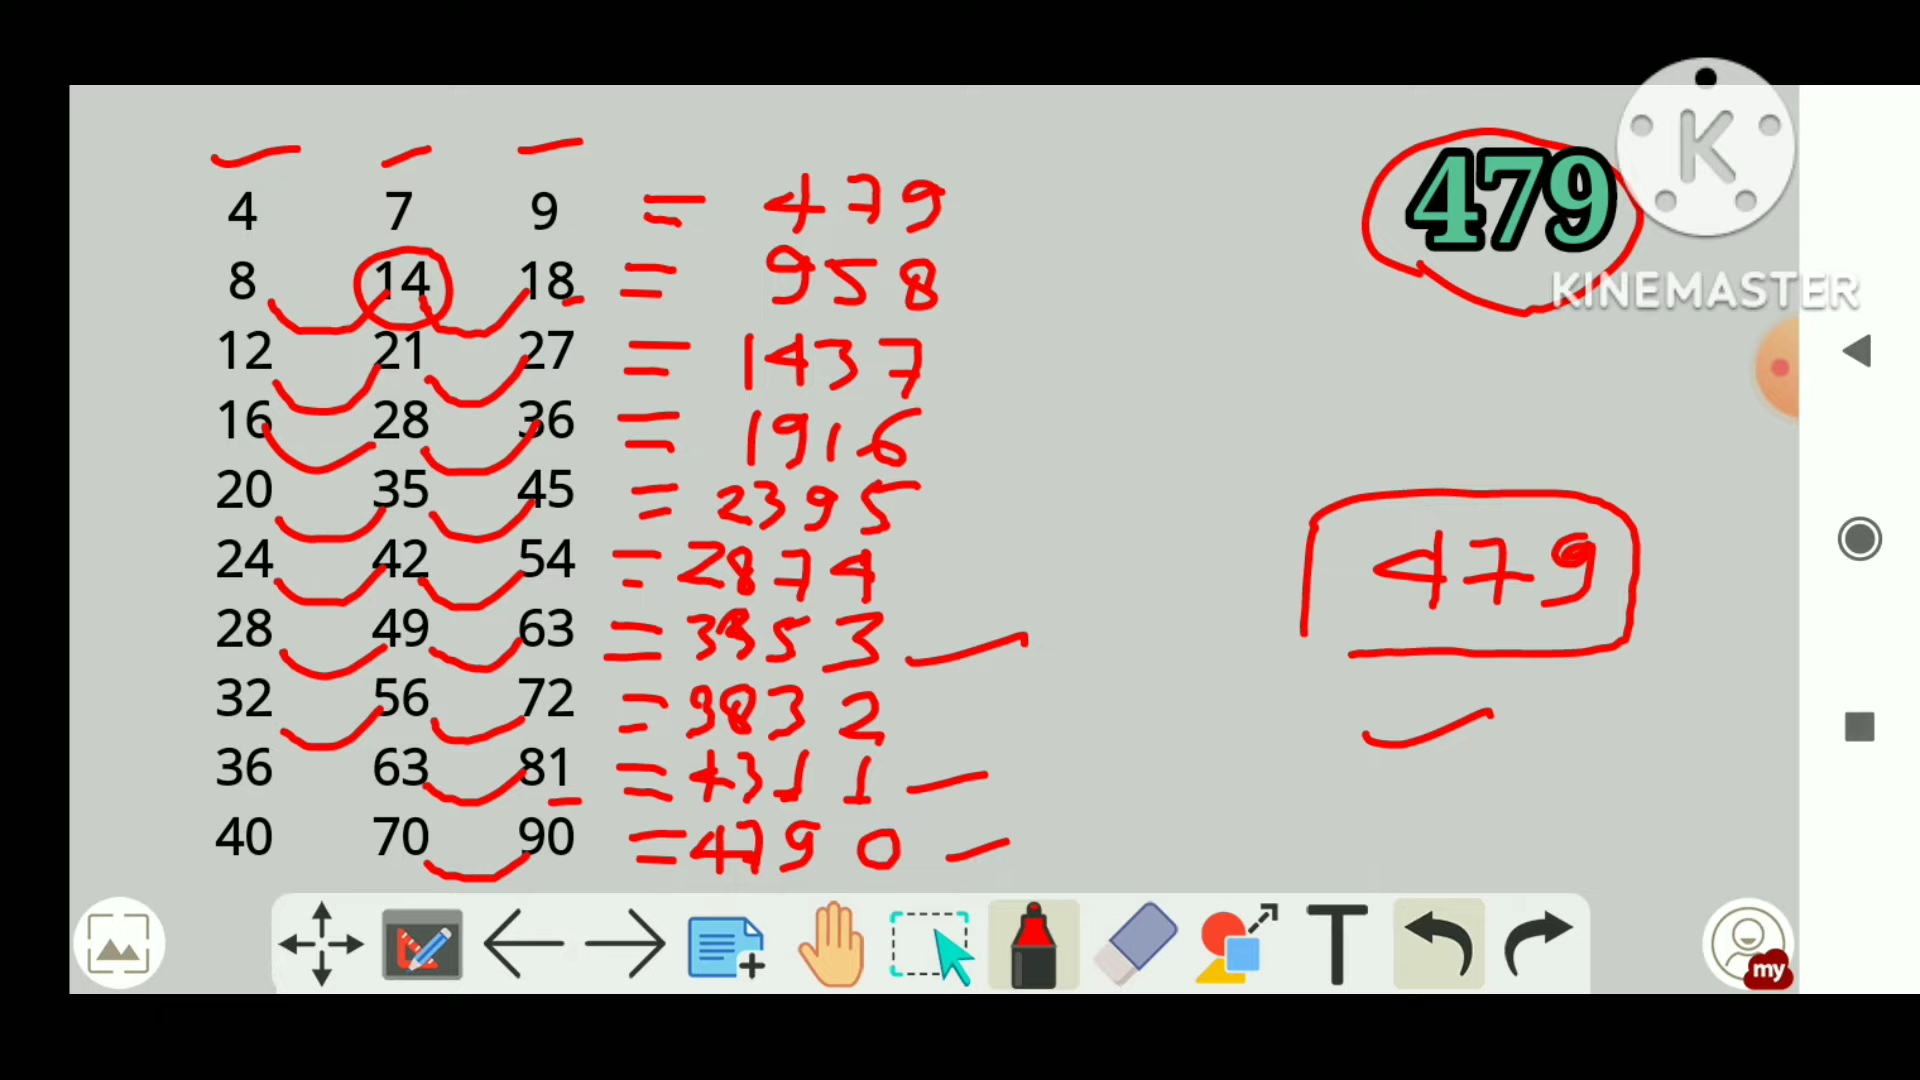 479
KINEMASTER
4 7 9 = 479
8 14 18 = 958
12 21 27 = 1437
16 28 36 = 1916
20 35 45 = 2395
24 42 54 = 2874
28 49 63 = 3353
32 56 72 = 3832
36 63 81 = 4311
40 70 90 = 4790
479
my